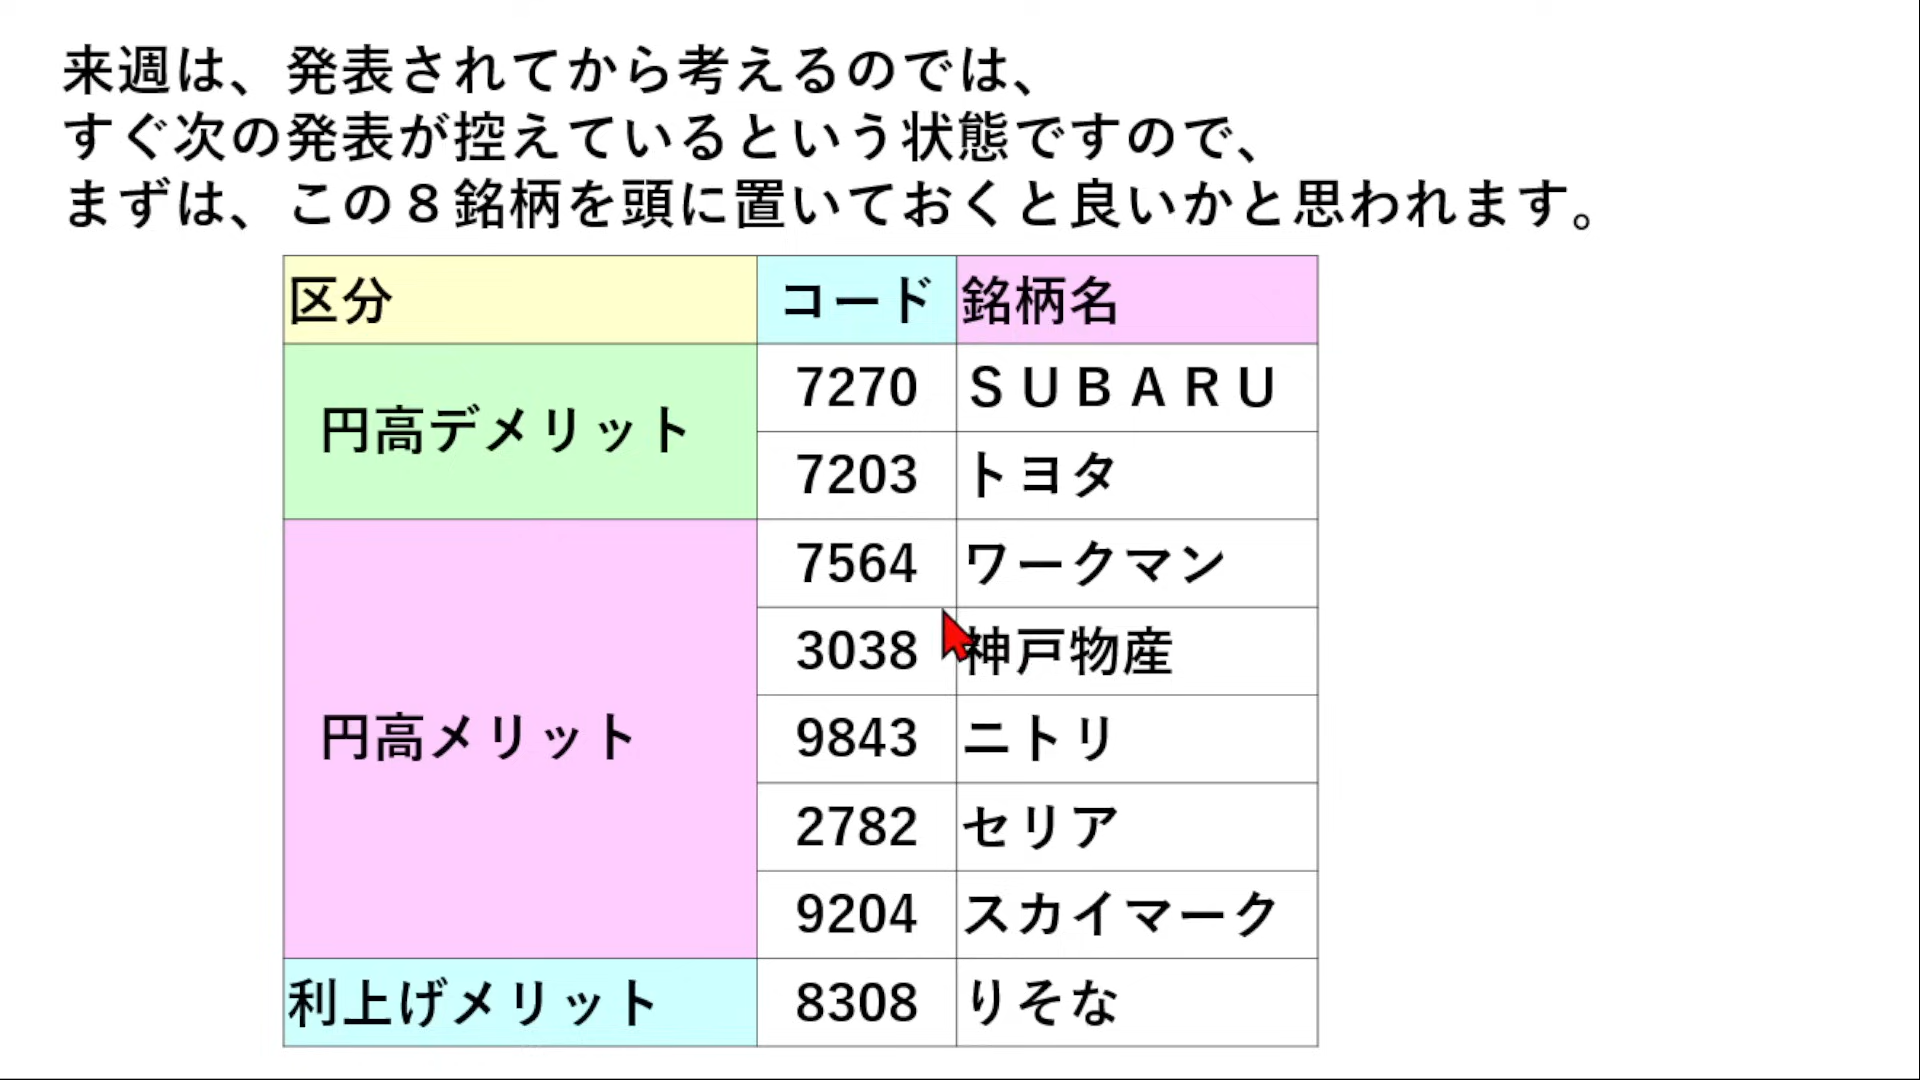 来週は、発表されてから考えるのでは、
すぐ次の発表が控えているという状態ですので、
まずは、この８銘柄を頭に置いておくと良いかと思われます。
区分 コード 銘柄名
円高デメリット 7270 ＳＵＢＡＲＵ
7203 トヨタ
円高メリット 7564 ワークマン
3038 神戸物産
9843 ニトリ
2782 セリア
9204 スカイマーク
利上げメリット 8308 りそな